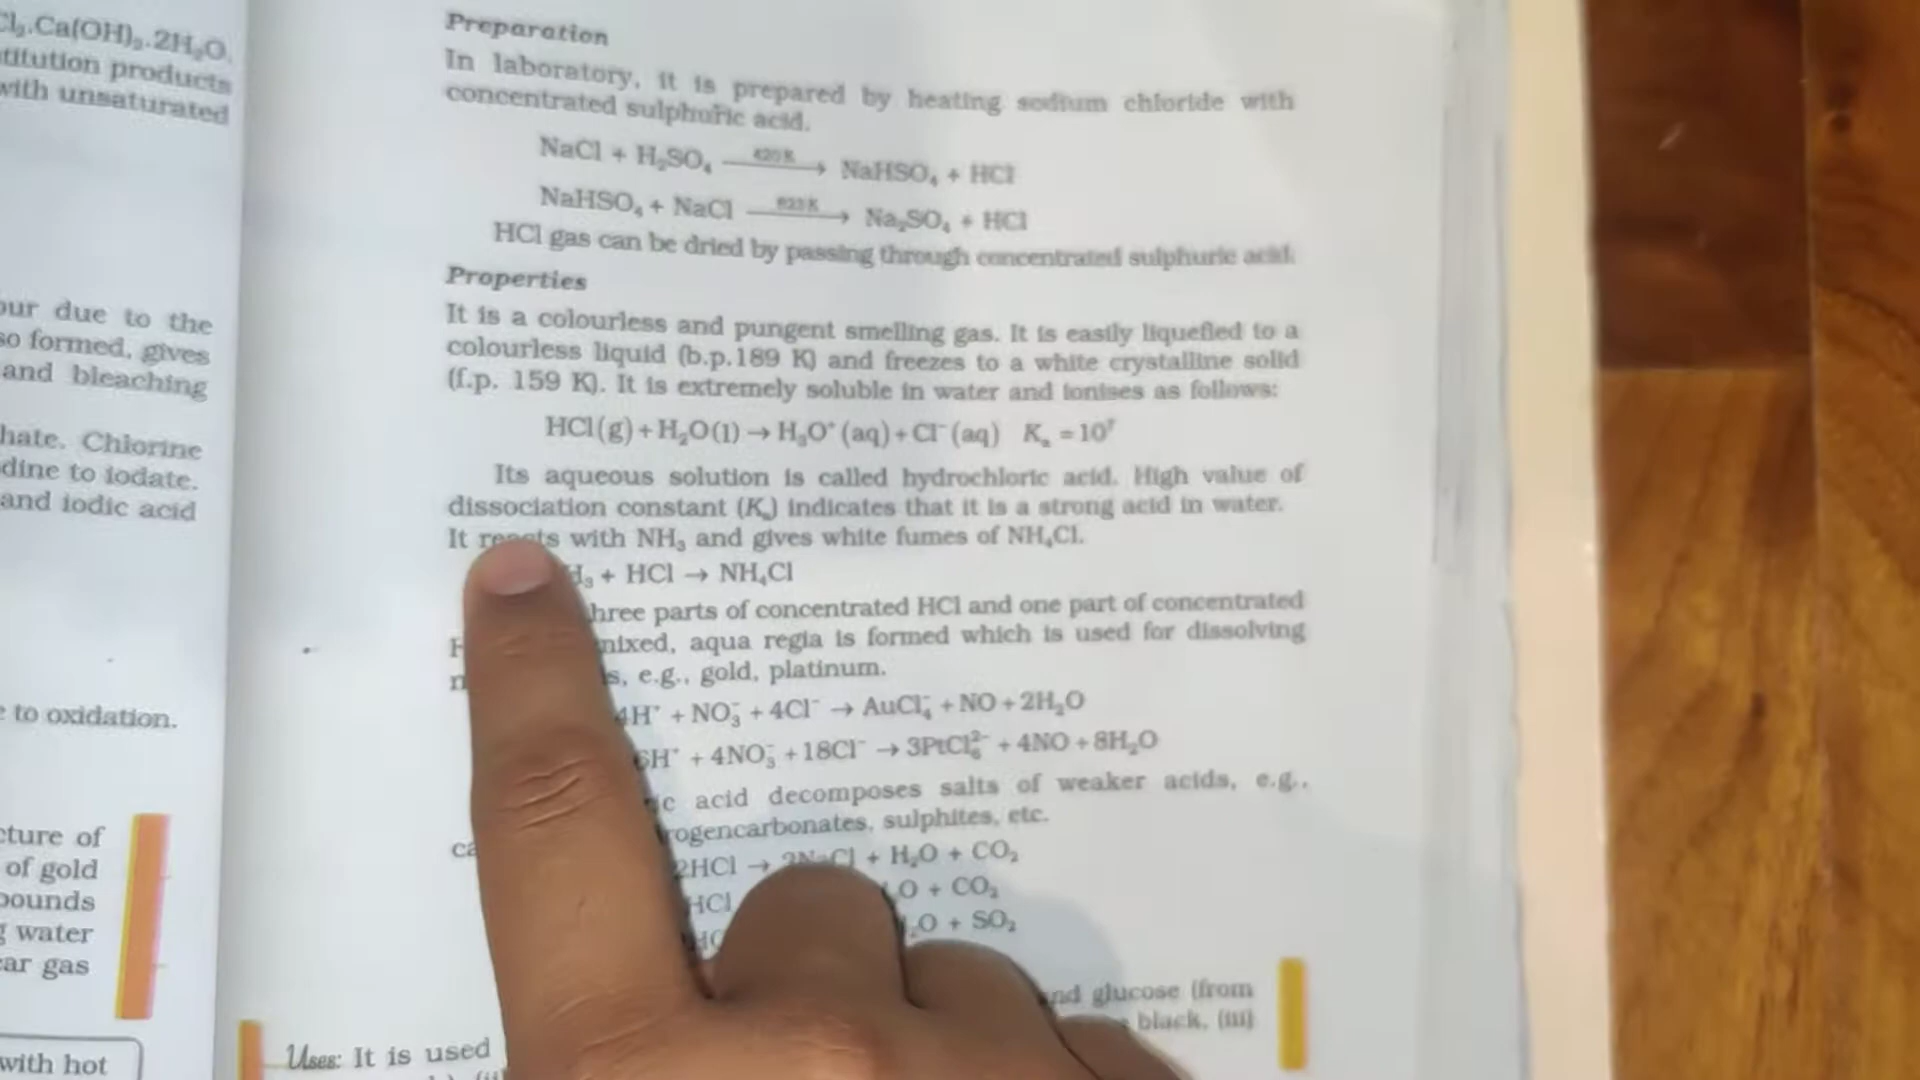 Cl₂.Ca(OH)₂.2H₂O.
titution products
with unsaturated
our due to the
so formed, gives
and bleaching
hate. Chlorine
dine to iodate.
and iodic acid
to oxidation.
cture of
of gold
pounds
water
ar gas
with hot
Preparation
In laboratory, it is prepared by heating sodium chloride with
concentrated sulphuric acid.
NaCl + H₂SO₄ 420 K → NaHSO₄ + HCl
NaHSO₄ + NaCl 823 K → Na₂SO₄ + HCl
HCl gas can be dried by passing through concentrated sulphuric acid.
Properties
It is a colourless and pungent smelling gas. It is easily liquefied to a
colourless liquid (b.p.189 K) and freezes to a white crystalline solid
(f.p. 159 K). It is extremely soluble in water and ionises as follows:
HCl(g)+H₂O(l)→H₃O⁺(aq)+Cl⁻(aq) Kₐ =10⁷
Its aqueous solution is called hydrochloric acid. High value of
dissociation constant (Kₐ) indicates that it is a strong acid in water.
It reacts with NH₃ and gives white fumes of NH₄Cl.
H₃ + HCl → NH₄Cl
hree parts of concentrated HCl and one part of concentrated
mixed, aqua regia is formed which is used for dissolving
s, e.g., gold, platinum.
4H⁺ + NO₃⁻ + 4Cl⁻ → AuCl₄⁻ + NO + 2H₂O
6H⁺ + 4NO₃⁻ + 18Cl⁻ → 3PtCl₆²⁻ + 4NO + 8H₂O
ic acid decomposes salts of weaker acids, e.g.,
ca rogencarbonates, sulphites, etc.
2HCl → 2NaCl + H₂O + CO₂
HCl O + CO₂
O + SO₂
nd glucose (from
Uses: It is used black, (iii)